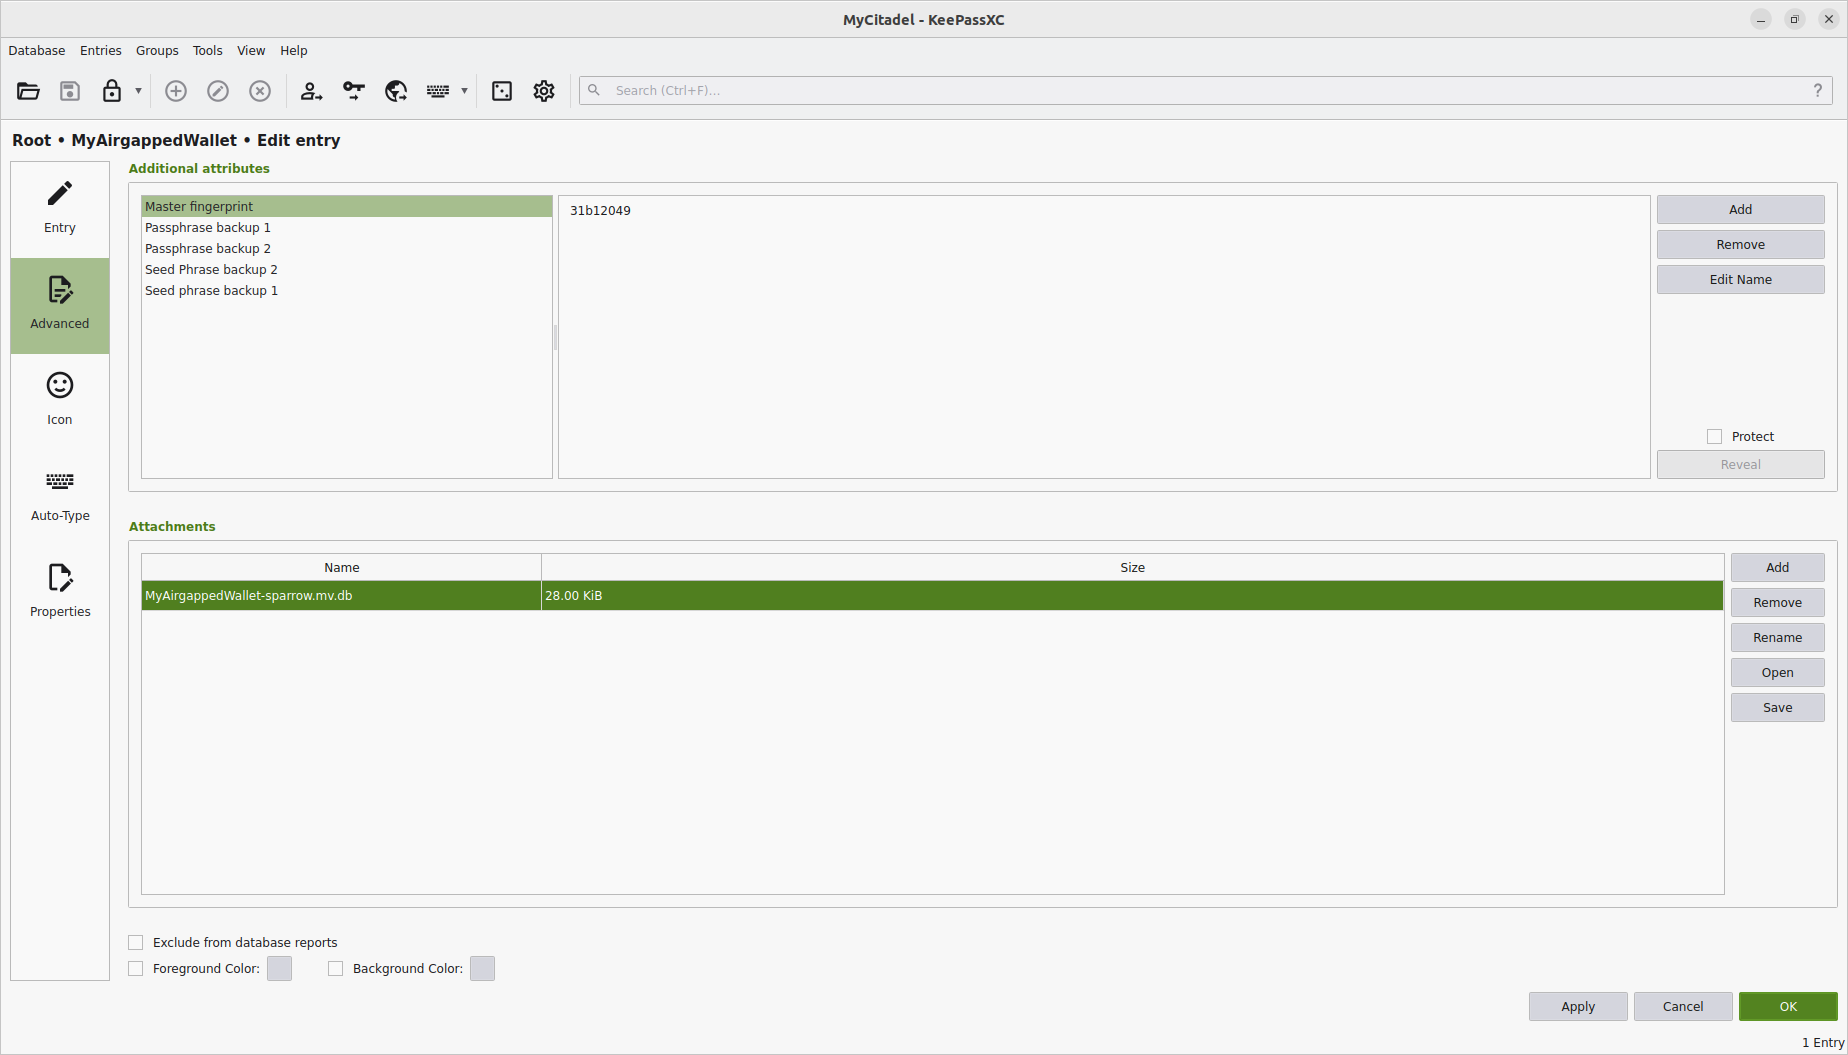 MyCitadel - KeePassXC
Database Entries Groups Tools View Help
Search (Ctrl+F)... ?
Root • MyAirgappedWallet • Edit entry
Entry
Advanced
Icon
Auto-Type
Properties
Additional attributes
Master fingerprint
Passphrase backup 1
Passphrase backup 2
Seed Phrase backup 2
Seed phrase backup 1
31b12049
Add
Remove
Edit Name
Protect
Reveal
Attachments
Name Size
MyAirgappedWallet-sparrow.mv.db 28.00 KiB
Add
Remove
Rename
Open
Save
Exclude from database reports
Foreground Color: Background Color:
Apply Cancel OK
1 Entry